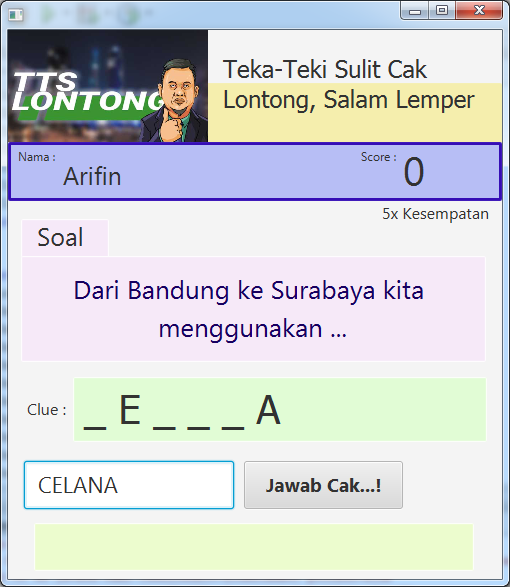 TTS
LONTONG
Teka-Teki Sulit Cak
Lontong, Salam Lemper
Nama :
Arifin
Score :
0
5x Kesempatan
Soal
Dari Bandung ke Surabaya kita
menggunakan ...
Clue :
_ E _ _ _ A
CELANA
Jawab Cak...!